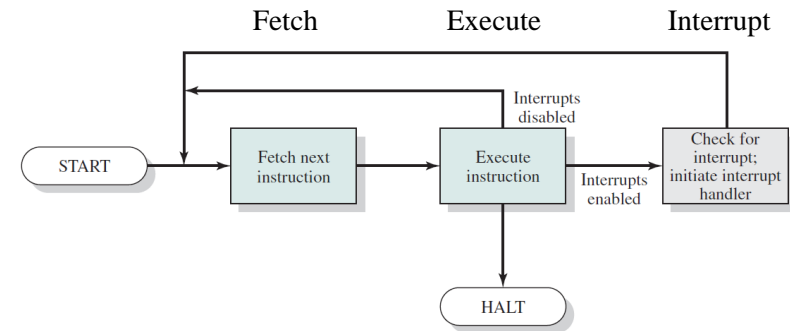 Fetch
Execute
Interrupt
Interrupts
disabled
START
Fetch next
instruction
Execute
instruction
Interrupts
enabled
Check for
interrupt;
initiate interrupt
handler
HALT